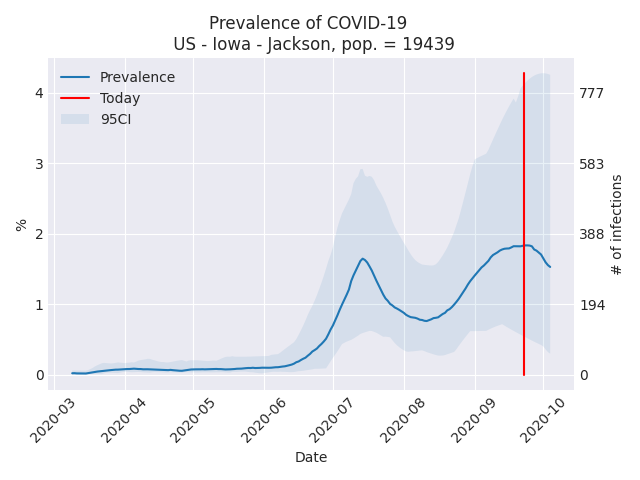 Prevalence of COVID-19
US - Iowa - Jackson, pop. = 19439
Prevalence
Today
95CI
4
3
2
1
0
%
777
583
388
194
0
# of infections
2020-03
2020-04
2020-05
2020-06
2020-07
2020-08
2020-09
2020-10
Date